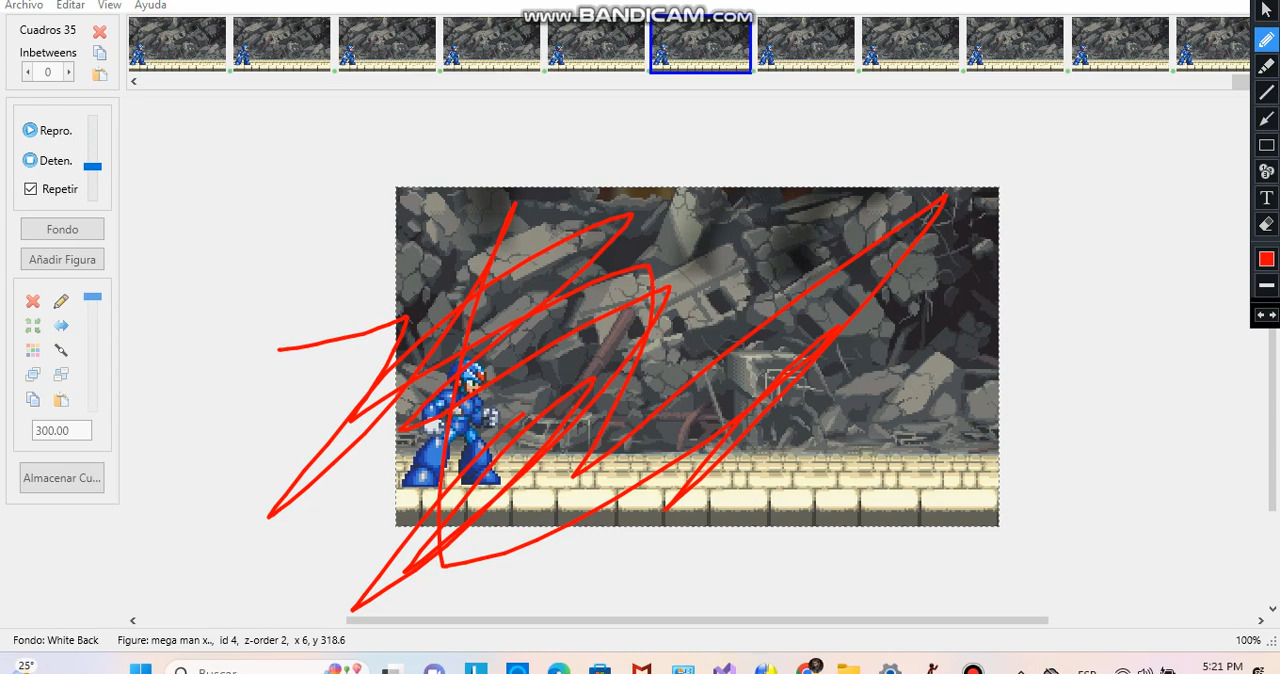 Archivo Editar View Ayuda
WWW.BANDICAM.COM
Cuadros 35
Inbetweens
0
Repro.
Deten.
Repetir
Fondo
Añadir Figura
300.00
Almacenar Cu...
Fondo: White Back Figure: mega man x.., id 4, z-order 2, x 6, y 318.6
100%
25°
Buscar
ESP
5:21 PM